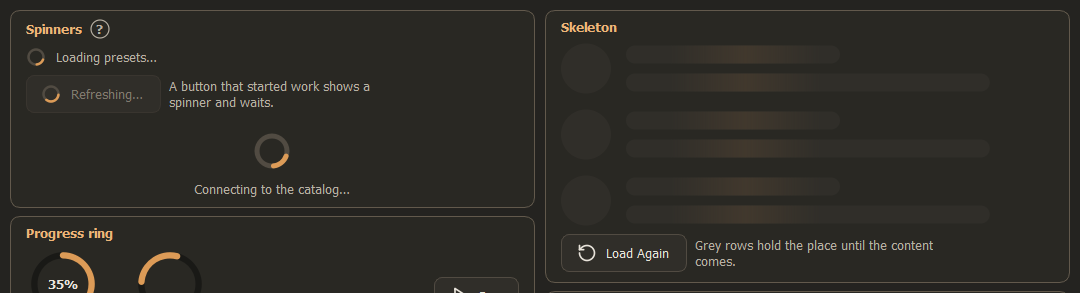 Spinners ?
Loading presets...
Refreshing...
A button that started work shows a
spinner and waits.
Connecting to the catalog...
Progress ring
35%
Skeleton
Load Again
Grey rows hold the place until the content
comes.